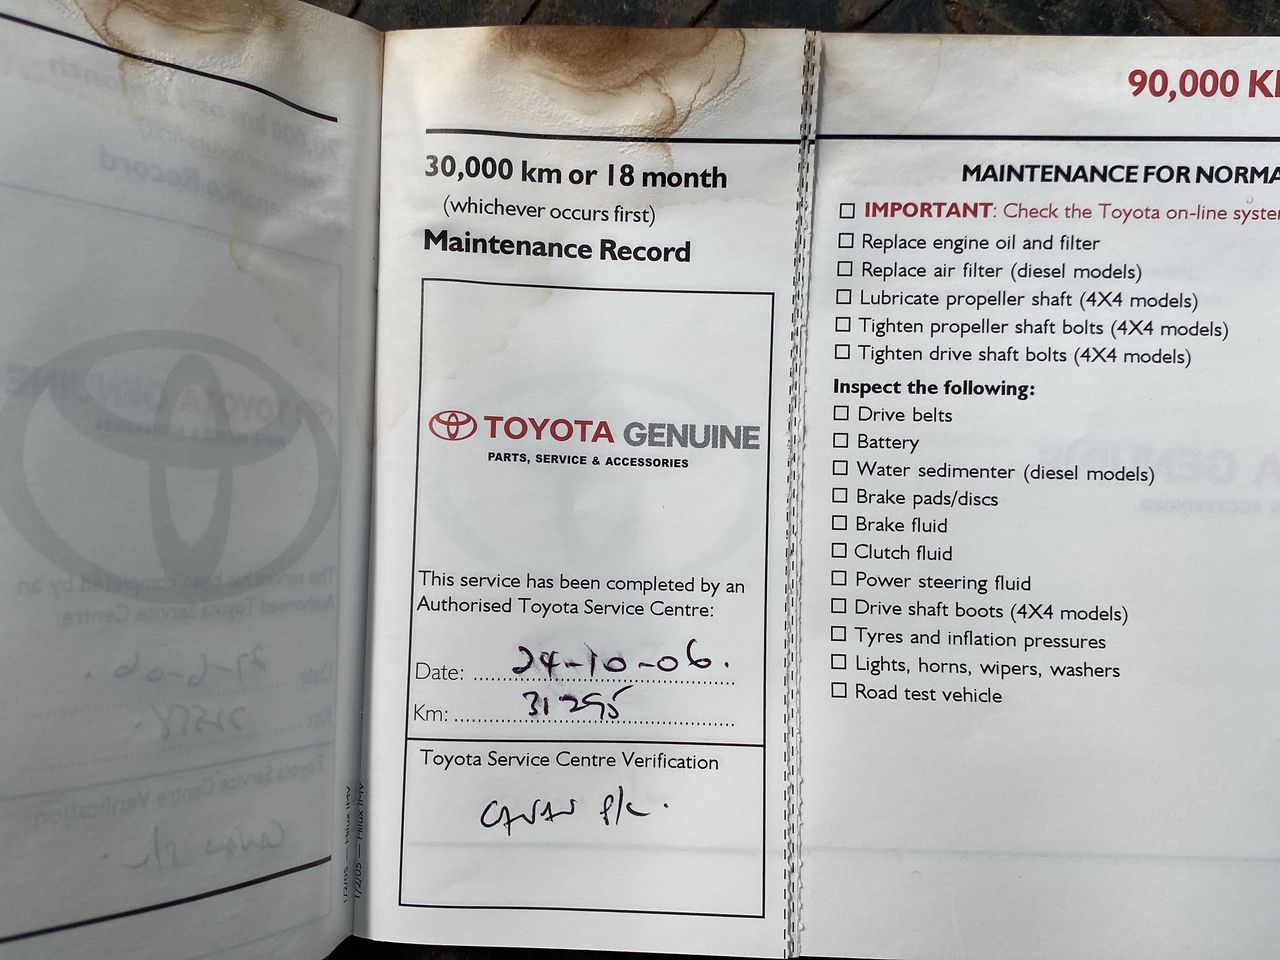 30,000 km or 18 month
(whichever occurs first)
Maintenance Record
TOYOTA GENUINE
PARTS, SERVICE & ACCESSORIES
This service has been completed by an
Authorised Toyota Service Centre:
Date: 24-10-06.
Km: 31295
Toyota Service Centre Verification
1/2/05 — Hilux IMV
90,000 K
MAINTENANCE FOR NORMA
IMPORTANT: Check the Toyota on-line syste
Replace engine oil and filter
Replace air filter (diesel models)
Lubricate propeller shaft (4X4 models)
Tighten propeller shaft bolts (4X4 models)
Tighten drive shaft bolts (4X4 models)
Inspect the following:
Drive belts
Battery
Water sedimenter (diesel models)
Brake pads/discs
Brake fluid
Clutch fluid
Power steering fluid
Drive shaft boots (4X4 models)
Tyres and inflation pressures
Lights, horns, wipers, washers
Road test vehicle